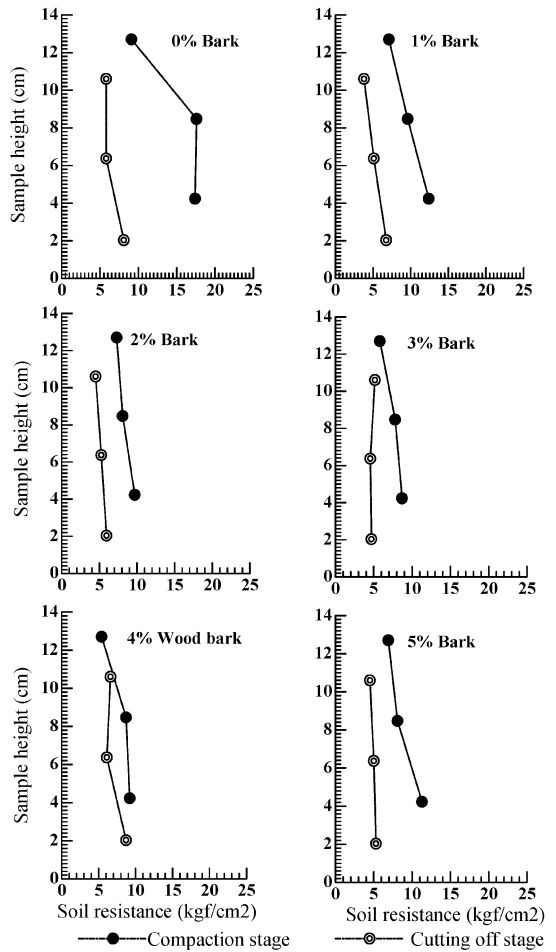 14
12
10
8
6
4
2
0
Sample height (cm)
0% Bark
0 5 10 15 20 25
14
12
10
8
6
4
2
0
1% Bark
0 5 10 15 20 25
14
12
10
8
6
4
2
0
Sample height (cm)
2% Bark
0 5 10 15 20 25
14
12
10
8
6
4
2
0
3% Bark
0 5 10 15 20 25
14
12
10
8
6
4
2
0
Sample height (cm)
4% Wood bark
0 5 10 15 20 25
Soil resistance (kgf/cm2)
14
12
10
8
6
4
2
0
5% Bark
0 5 10 15 20 25
Soil resistance (kgf/cm2)
Compaction stage
Cutting off stage